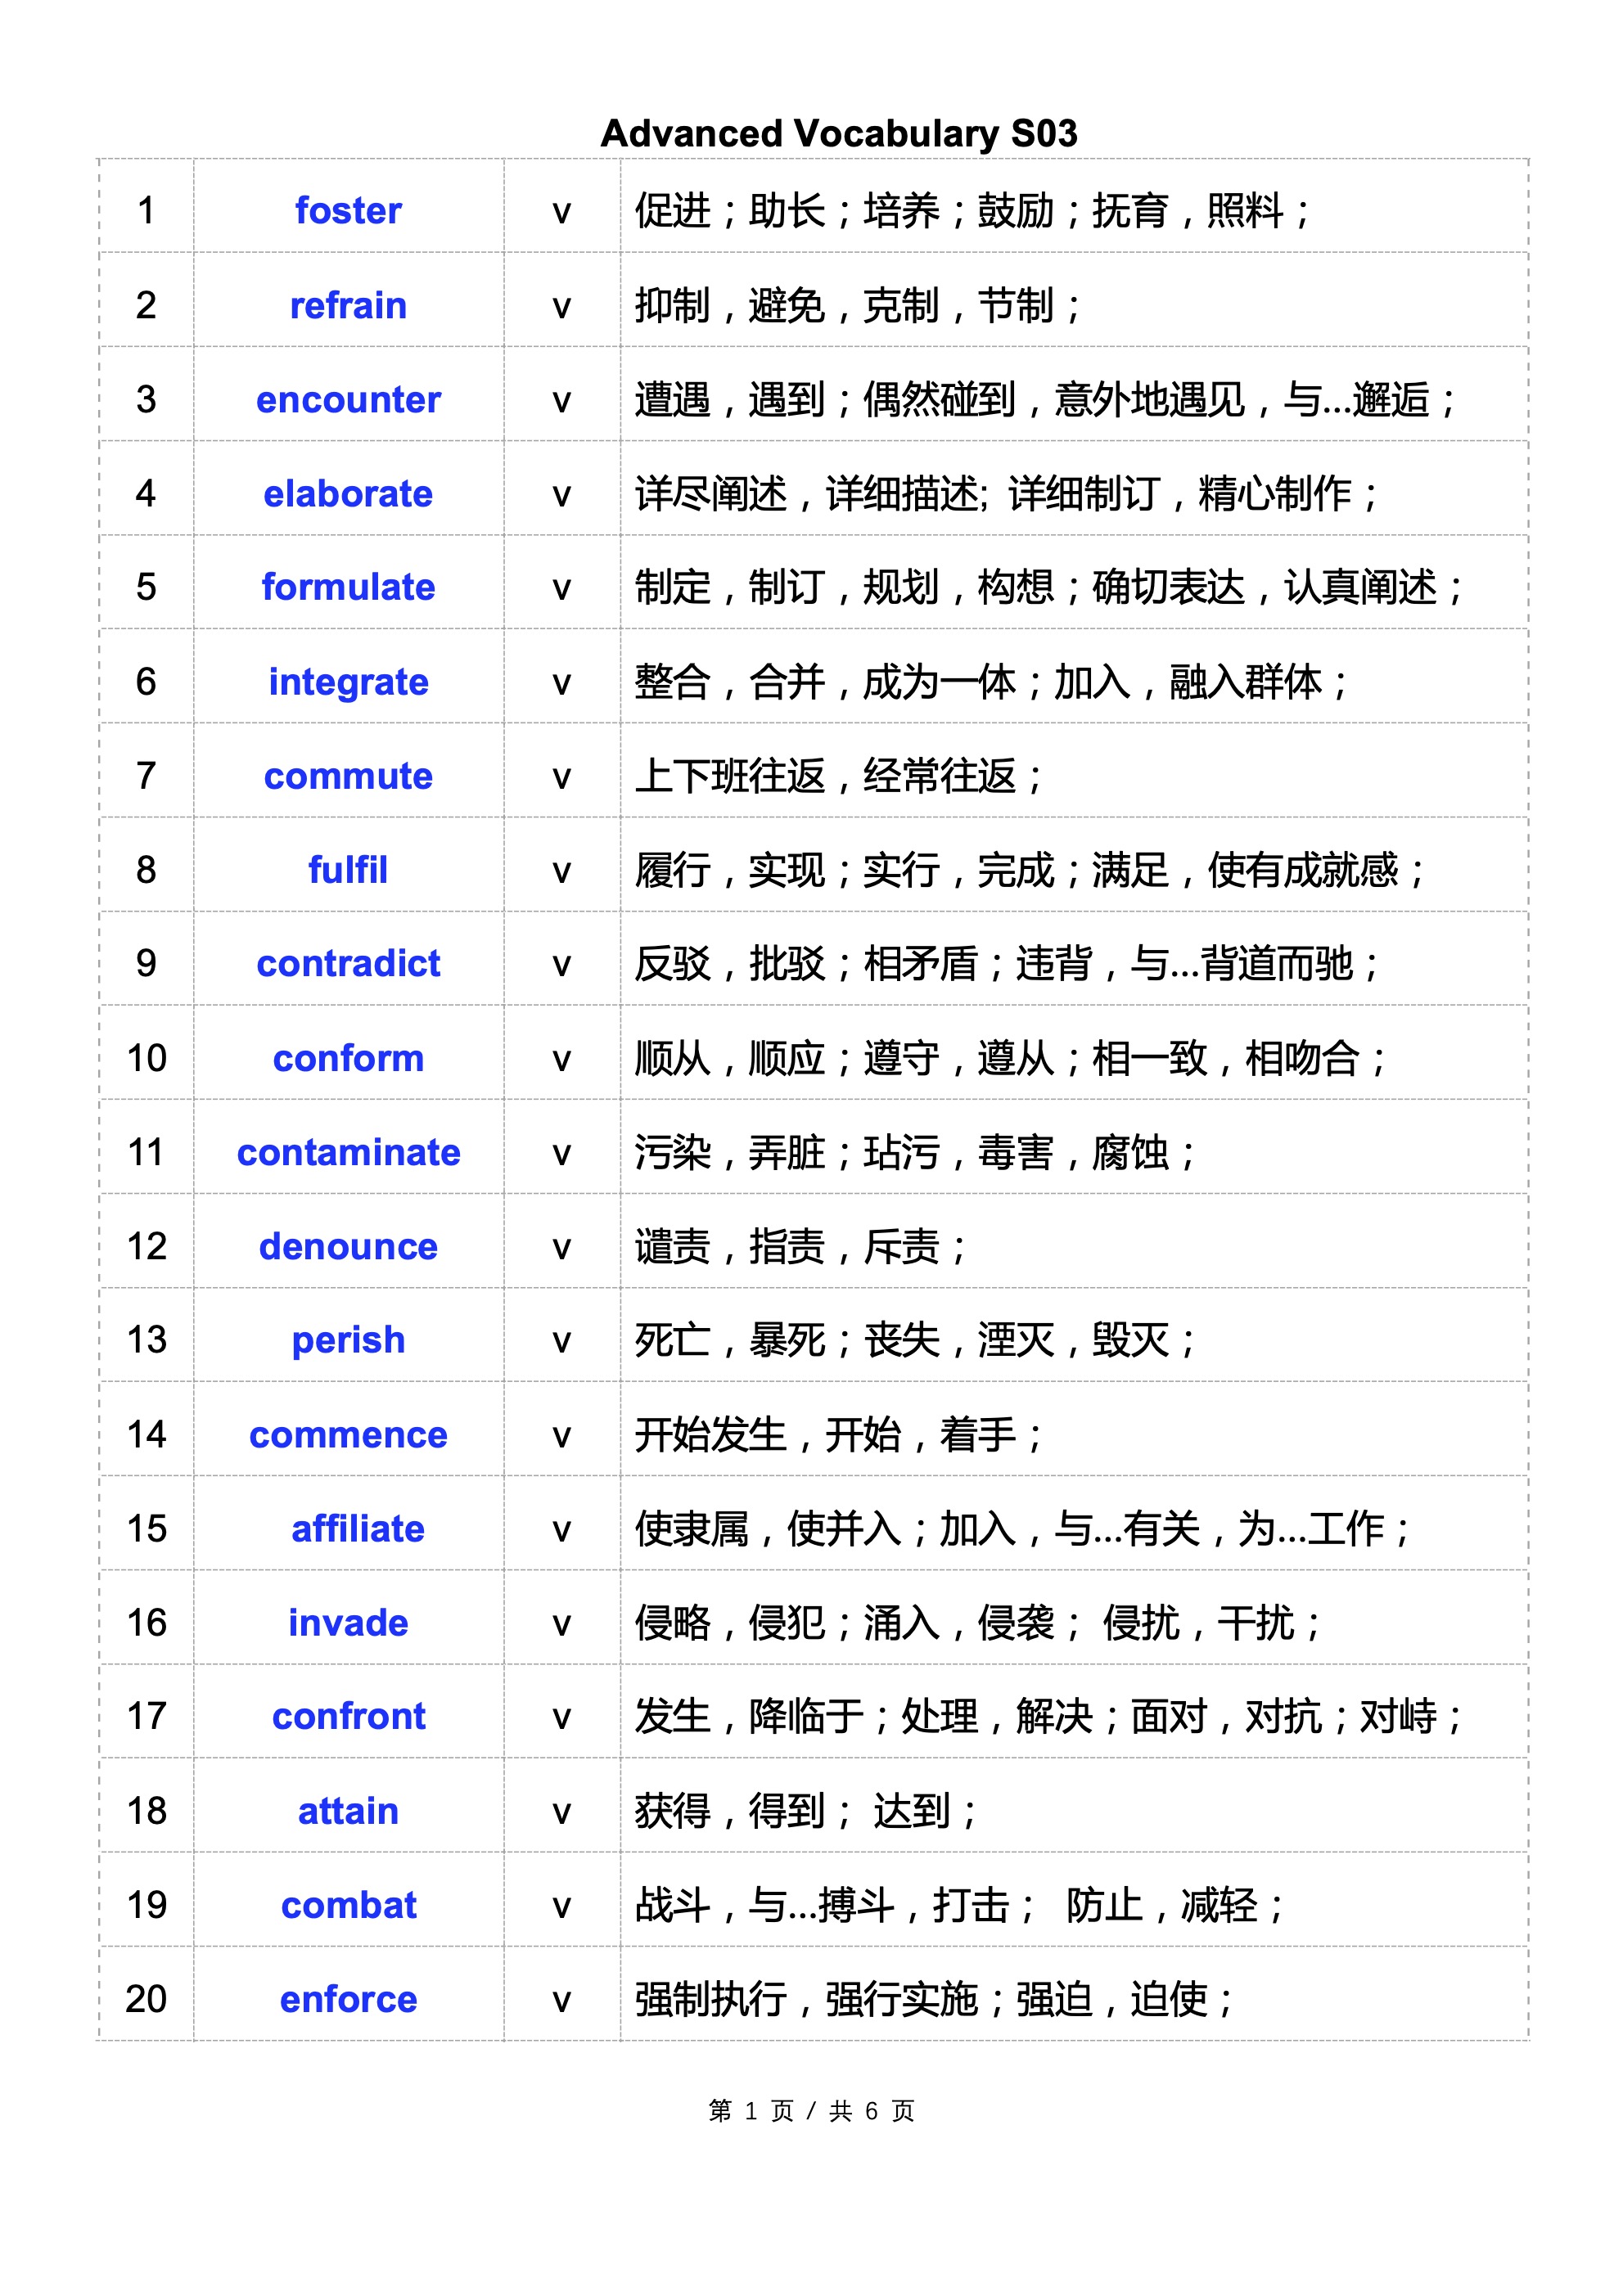 Advanced Vocabulary S03
1 foster v 促进；助长；培养；鼓励；抚育，照料；
2 refrain v 抑制，避免，克制，节制；
3 encounter v 遭遇，遇到；偶然碰到，意外地遇见，与...邂逅；
4 elaborate v 详尽阐述，详细描述; 详细制订，精心制作；
5 formulate v 制定，制订，规划，构想；确切表达，认真阐述；
6 integrate v 整合，合并，成为一体；加入，融入群体；
7 commute v 上下班往返，经常往返；
8 fulfil v 履行，实现；实行，完成；满足，使有成就感；
9 contradict v 反驳，批驳；相矛盾；违背，与...背道而驰；
10 conform v 顺从，顺应；遵守，遵从；相一致，相吻合；
11 contaminate v 污染，弄脏；玷污，毒害，腐蚀；
12 denounce v 谴责，指责，斥责；
13 perish v 死亡，暴死；丧失，湮灭，毁灭；
14 commence v 开始发生，开始，着手；
15 affiliate v 使隶属，使并入；加入，与...有关，为...工作；
16 invade v 侵略，侵犯；涌入，侵袭； 侵扰，干扰；
17 confront v 发生，降临于；处理，解决；面对，对抗；对峙；
18 attain v 获得，得到； 达到；
19 combat v 战斗，与...搏斗，打击； 防止，减轻；
20 enforce v 强制执行，强行实施；强迫，迫使；
第 1 页 / 共 6 页